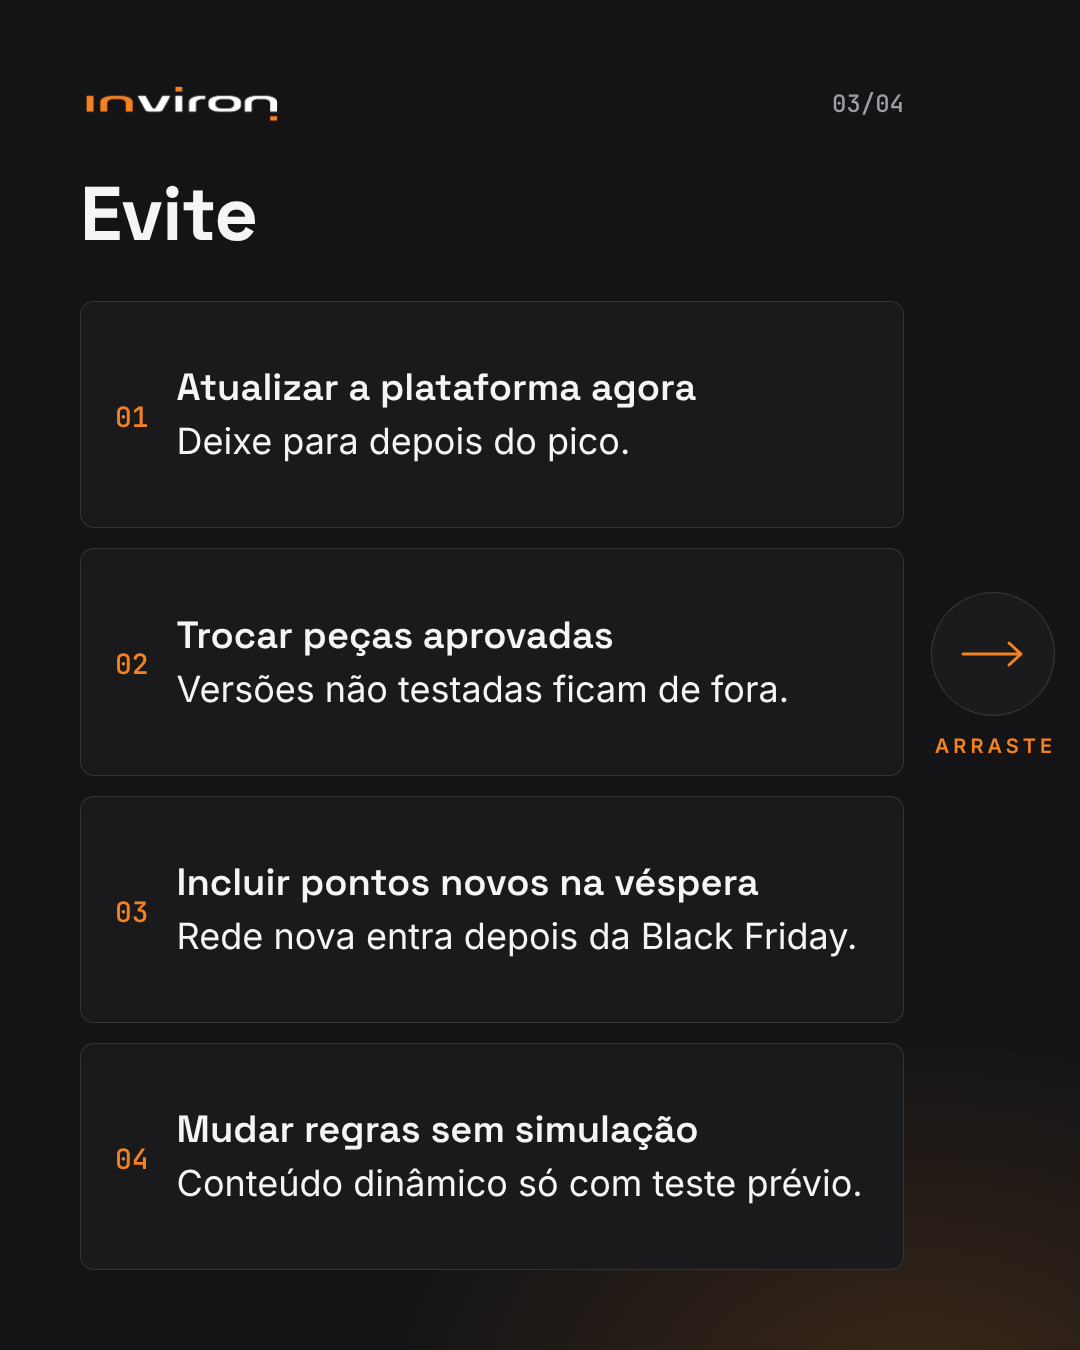 inviron
03/04
Evite
01
Atualizar a plataforma agora
Deixe para depois do pico.
02
Trocar peças aprovadas
Versões não testadas ficam de fora.
ARRASTE
03
Incluir pontos novos na véspera
Rede nova entra depois da Black Friday.
04
Mudar regras sem simulação
Conteúdo dinâmico só com teste prévio.